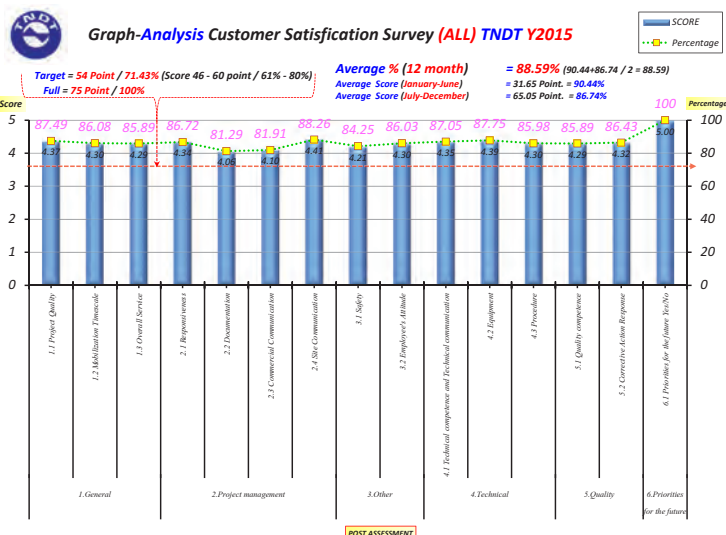 TNDT
Graph-Analysis Customer Satisfication Survey (ALL) TNDT Y2015
SCORE
Percentage
Target = 54 Point / 71.43% (Score 46 - 60 point / 61% - 80%)
Full = 75 Point / 100%
Average % (12 month) = 88.59% (90.44+86.74 / 2 = 88.59)
Average Score (January-June) = 31.65 Point. = 90.44%
Average Score (July-December) = 65.05 Point. = 86.74%
Score
Percentage
5
4
3
2
1
0
100
80
60
40
20
0
87.49
86.08
85.89
86.72
81.29
81.91
88.26
84.25
86.03
87.05
87.75
85.98
85.89
86.43
100
4.37
4.30
4.29
4.34
4.06
4.10
4.41
4.21
4.30
4.35
4.39
4.30
4.29
4.32
5.00
1.1 Project Quality
1.2 Mobilization Timescale
1.3 Overall Service
2.1 Responsiveness
2.2 Documentation
2.3 Commercial Communication
2.4 Site Communication
3.1 Safety
3.2 Employee's Attitude
4.1 Technical competence and Technical communication
4.2 Equipment
4.3 Procedure
5.1 Quality competence
5.2 Corrective Action Response
6.1 Priorities for the future Yes/No
1.General
2.Project management
3.Other
4.Technical
5.Quality
6.Priorities
for the future
POST ASSESSMENT